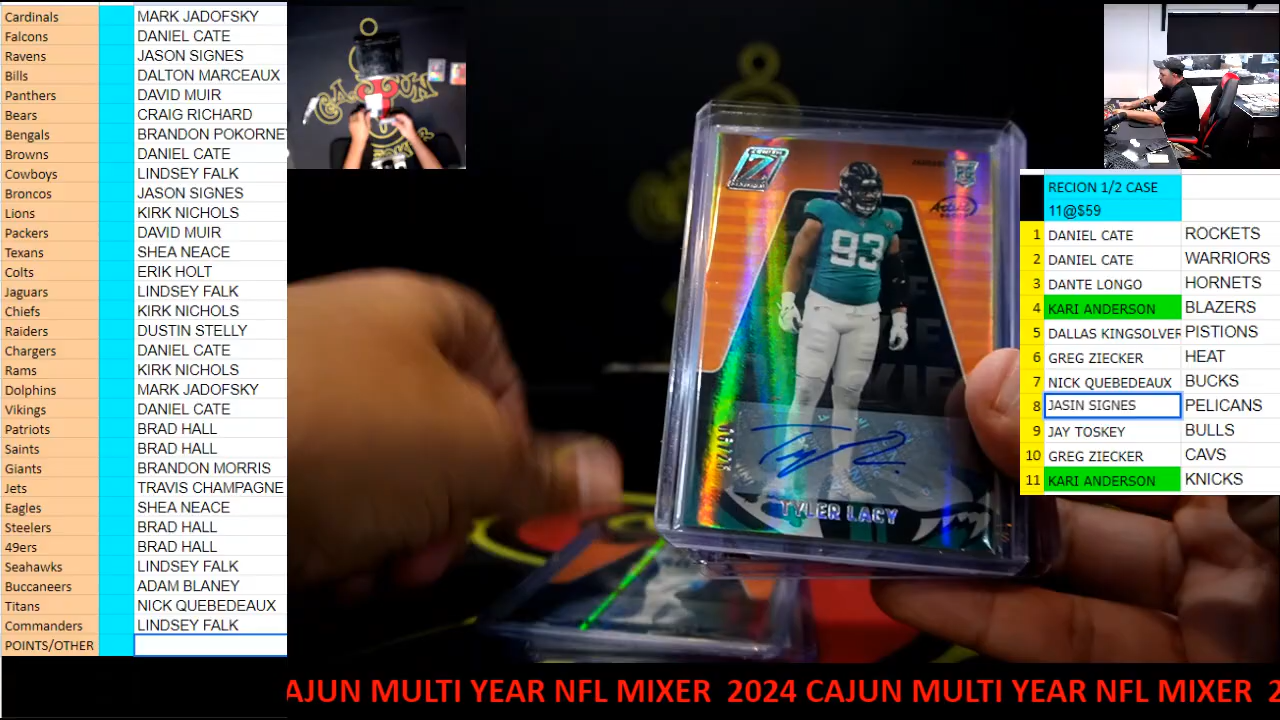 Cardinals MARK JADOFSKY
Falcons DANIEL CATE
Ravens JASON SIGNES
Bills DALTON MARCEAUX
Panthers DAVID MUIR
Bears CRAIG RICHARD
Bengals BRANDON POKORNE
Browns DANIEL CATE
Cowboys LINDSEY FALK
Broncos JASON SIGNES
Lions KIRK NICHOLS
Packers DAVID MUIR
Texans SHEA NEACE
Colts ERIK HOLT
Jaguars LINDSEY FALK
Chiefs KIRK NICHOLS
Raiders DUSTIN STELLY
Chargers DANIEL CATE
Rams KIRK NICHOLS
Dolphins MARK JADOFSKY
Vikings DANIEL CATE
Patriots BRAD HALL
Saints BRAD HALL
Giants BRANDON MORRIS
Jets TRAVIS CHAMPAGNE
Eagles SHEA NEACE
Steelers BRAD HALL
49ers BRAD HALL
Seahawks LINDSEY FALK
Buccaneers ADAM BLANEY
Titans NICK QUEBEDEAUX
Commanders LINDSEY FALK
POINTS/OTHER
CAJUN
ZENITH
93
TYLER LACY
RECION 1/2 CASE
11@$59
1 DANIEL CATE ROCKETS
2 DANIEL CATE WARRIORS
3 DANTE LONGO HORNETS
4 KARI ANDERSON BLAZERS
5 DALLAS KINGSOLVER PISTIONS
6 GREG ZIECKER HEAT
7 NICK QUEBEDEAUX BUCKS
8 JASIN SIGNES PELICANS
9 JAY TOSKEY BULLS
10 GREG ZIECKER CAVS
11 KARI ANDERSON KNICKS
AJUN MULTI YEAR NFL MIXER 2024 CAJUN MULTI YEAR NFL MIXER 2